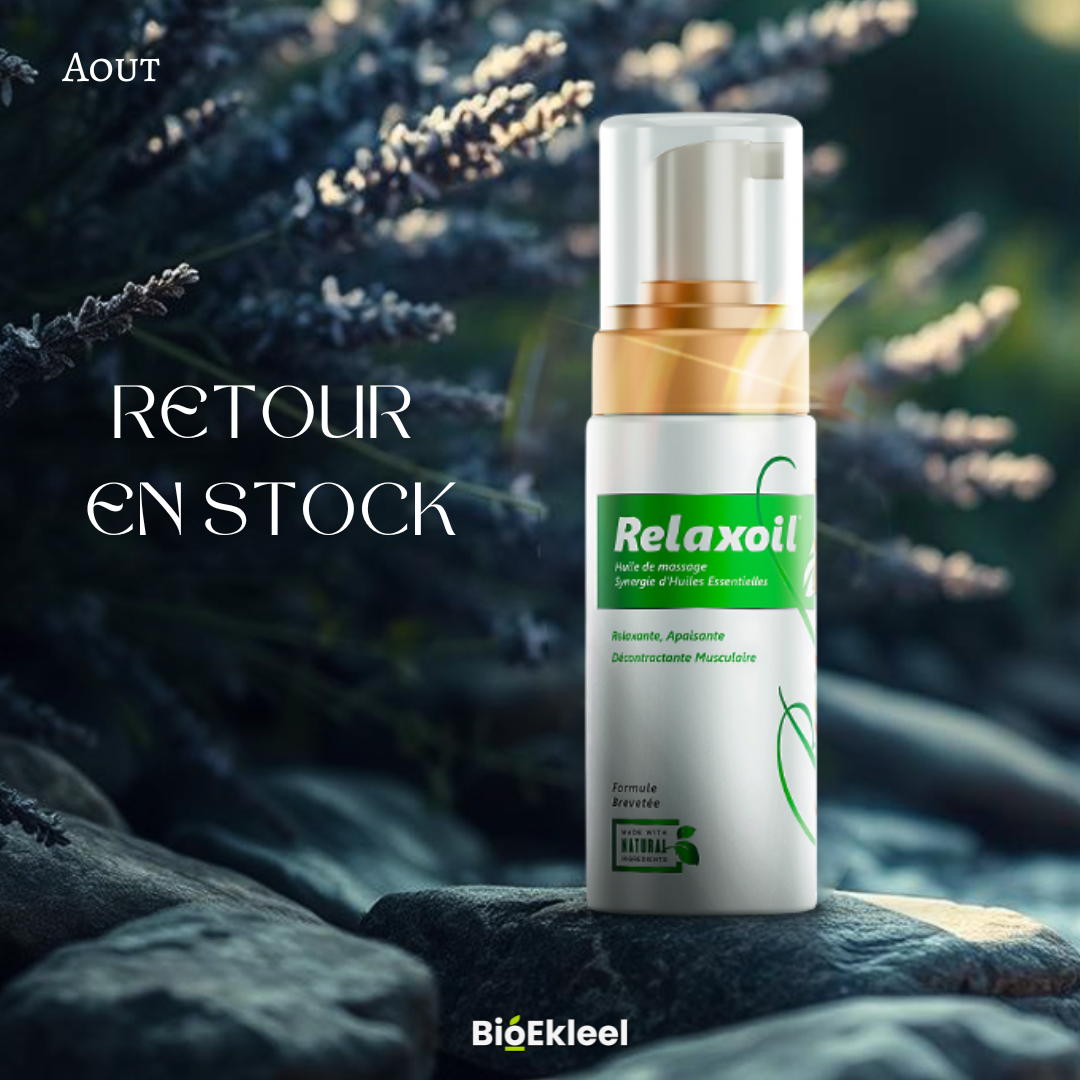 Aout
RETOUR
EN STOCK
Relaxoil
Huile de massage
Synergie d'Huiles Essentielles
Relaxante, Apaisante
Décontractante Musculaire
Formule
Brevetée
MADE WITH
NATURAL
INGREDIENTS
BioEkleel